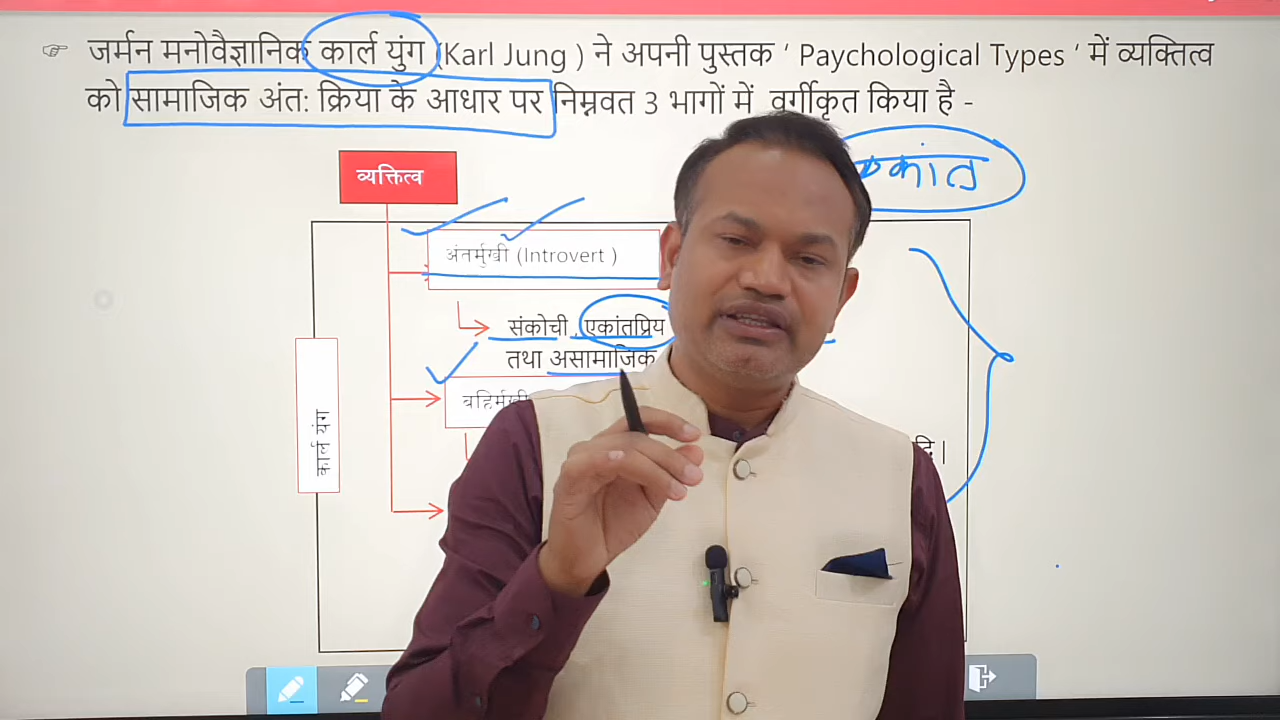 जर्मन मनोवैज्ञानिक कार्ल युंग (Karl Jung ) ने अपनी पुस्तक ' Paychological Types ' में व्यक्तित्व
को सामाजिक अंत: क्रिया के आधार पर निम्नवत 3 भागों में वर्गीकृत किया है -
एकांत
व्यक्तित्व
अंतर्मुखी (Introvert )
संकोची , एकांतप्रिय
तथा असामाजिक
कार्ल युंग